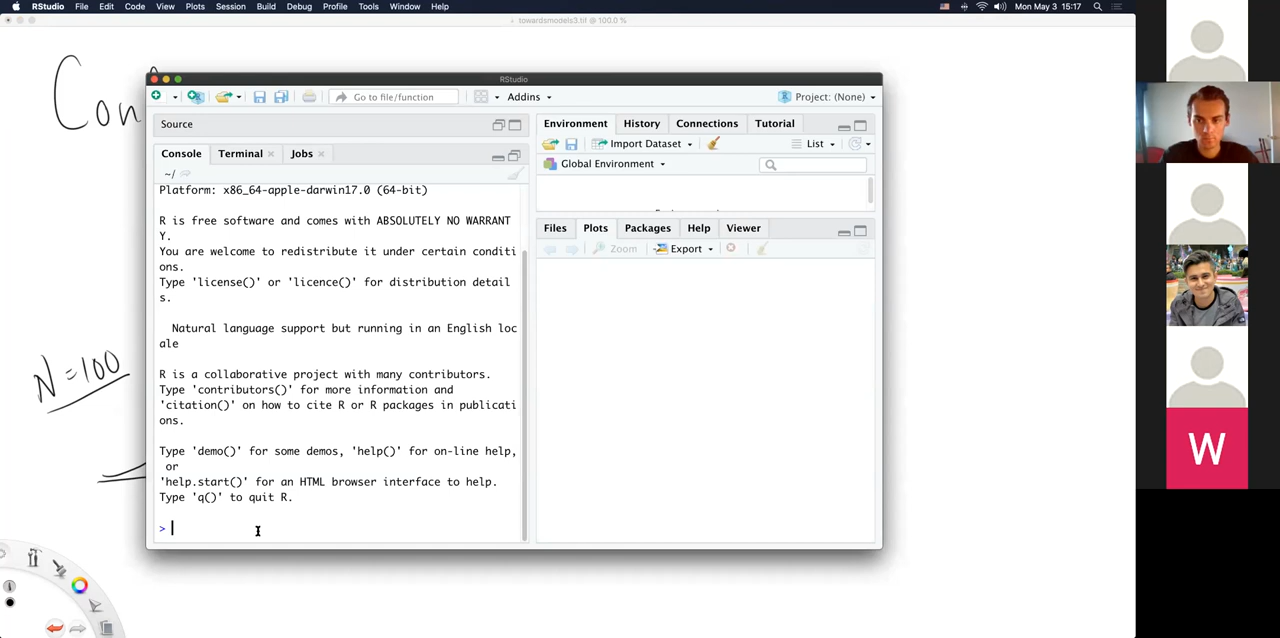 RStudio File Edit Code View Plots Session Build Debug Profile Tools Window Help
Mon May 3 15:17
towardsmodels3.tif @ 100.0 %
Con
N=100
RStudio
Go to file/function
Addins
Project: (None)
Source
Console Terminal Jobs
~/
Platform: x86_64-apple-darwin17.0 (64-bit)
R is free software and comes with ABSOLUTELY NO WARRANT
Y.
You are welcome to redistribute it under certain conditi
ons.
Type 'license()' or 'licence()' for distribution detail
s.
Natural language support but running in an English loc
ale
R is a collaborative project with many contributors.
Type 'contributors()' for more information and
'citation()' on how to cite R or R packages in publicati
ons.
Type 'demo()' for some demos, 'help()' for on-line help,
or
'help.start()' for an HTML browser interface to help.
Type 'q()' to quit R.
>
Environment History Connections Tutorial
Import Dataset
List
Global Environment
Files Plots Packages Help Viewer
Zoom
Export
W